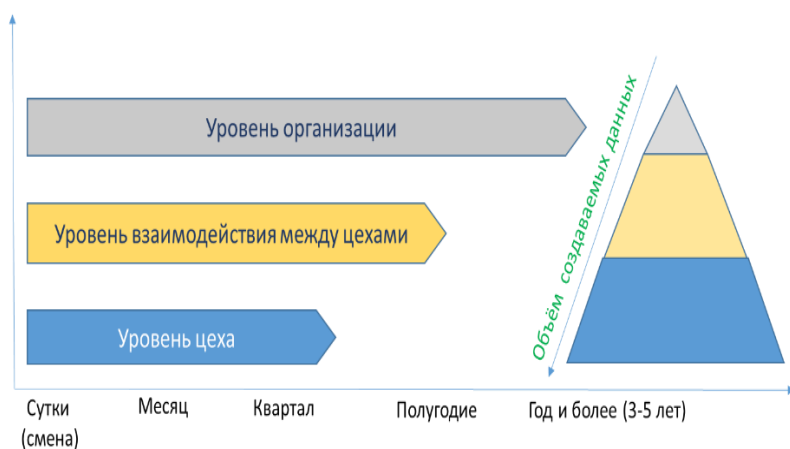 Уровень организации
Объём создаваемых данных
Уровень взаимодействия между цехами
Уровень цеха
Сутки
(смена)
Месяц
Квартал
Полугодие
Год и более (3-5 лет)